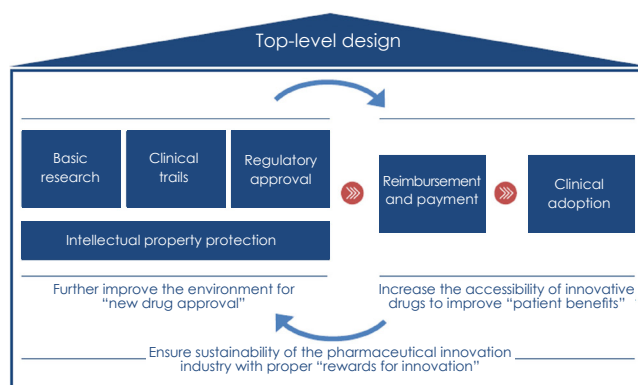 Top-level design
Basic
research
Clinical
trails
Regulatory
approval
Intellectual property protection
Reimbursement
and payment
Clinical
adoption
Further improve the environment for
“new drug approval”
Increase the accessibility of innovative
drugs to improve “patient benefits”
Ensure sustainability of the pharmaceutical innovation
industry with proper “rewards for innovation”